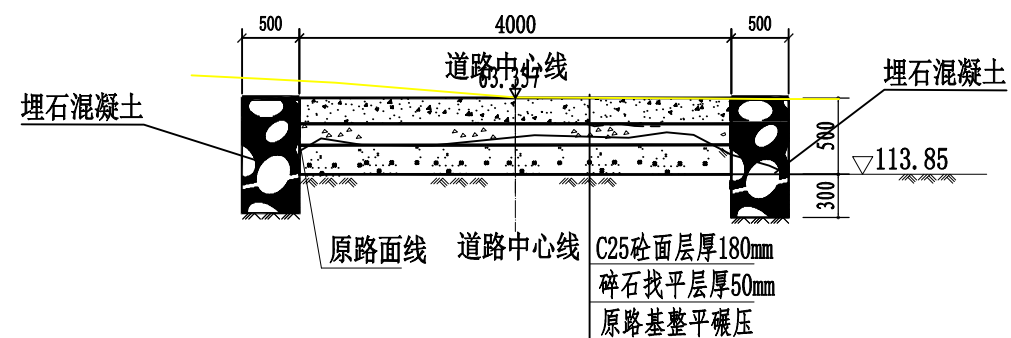 500
4000
500
道路中心线
63.357
埋石混凝土
埋石混凝土
500
113.85
300
原路面线
道路中心线
C25砼面层厚180mm
碎石找平层厚50mm
原路基整平碾压